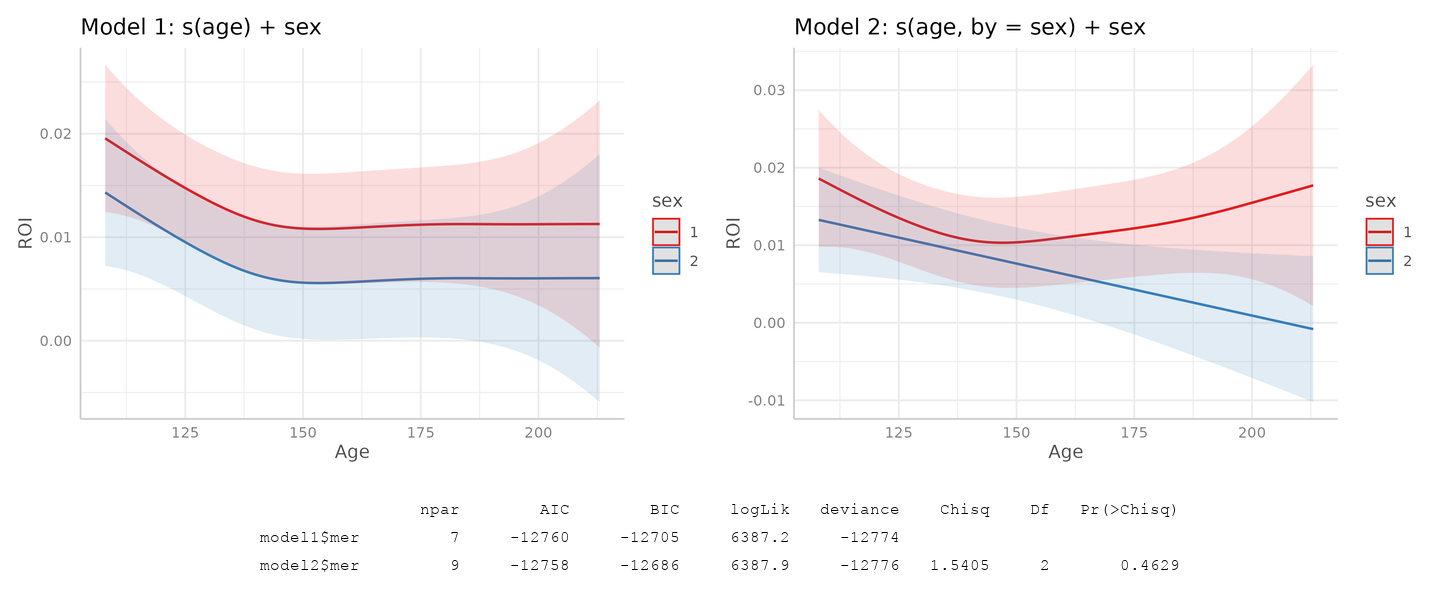 Model 1: s(age) + sex
0.02
0.01
0.00
ROI
125 150 175 200
Age
sex
1
2
Model 2: s(age, by = sex) + sex
0.03
0.02
0.01
0.00
-0.01
ROI
125 150 175 200
Age
sex
1
2
npar AIC BIC logLik deviance Chisq Df Pr(>Chisq)
model1$mer 7 -12760 -12705 6387.2 -12774
model2$mer 9 -12758 -12686 6387.9 -12776 1.5405 2 0.4629